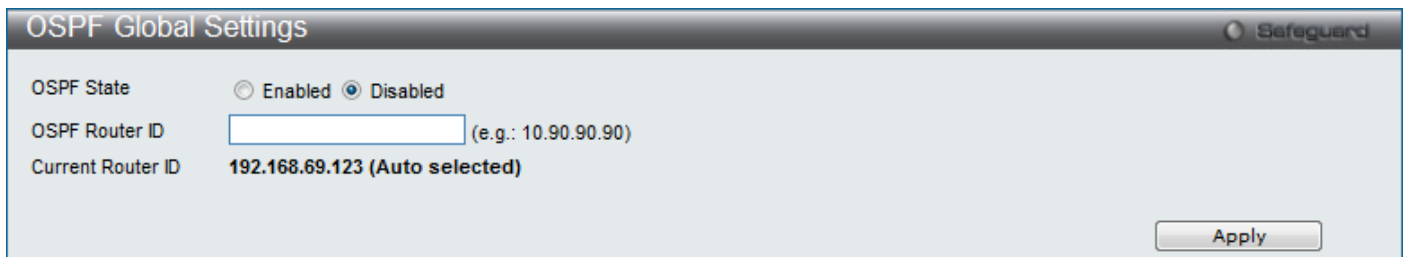 OSPF Global Settings
Safeguard
OSPF State Enabled Disabled
OSPF Router ID (e.g.: 10.90.90.90)
Current Router ID 192.168.69.123 (Auto selected)
Apply